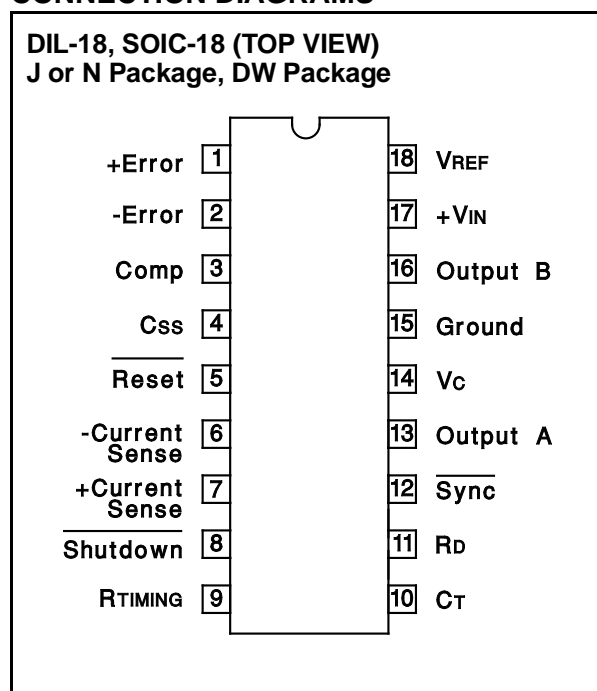 CONNECTION DIAGRAMS
DIL-18, SOIC-18 (TOP VIEW)
J or N Package, DW Package
+Error 1
-Error 2
Comp 3
Css 4
Reset 5
-Current Sense 6
+Current Sense 7
Shutdown 8
RTIMING 9
18 VREF
17 +VIN
16 Output B
15 Ground
14 VC
13 Output A
12 Sync
11 RD
10 CT